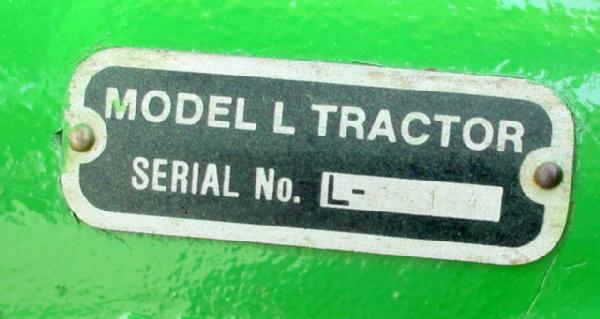 MODEL L TRACTOR
SERIAL No. L-